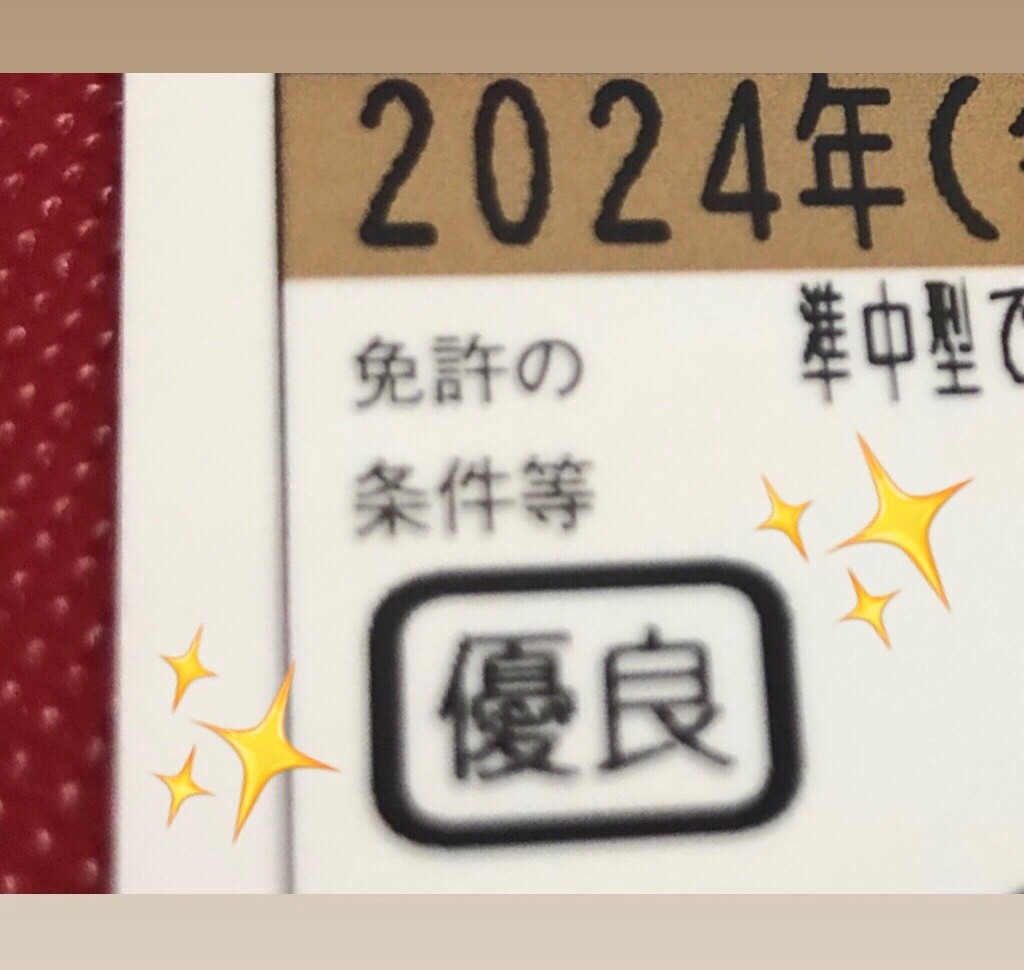 2024年(
準中型で
免許の
条件等
優良